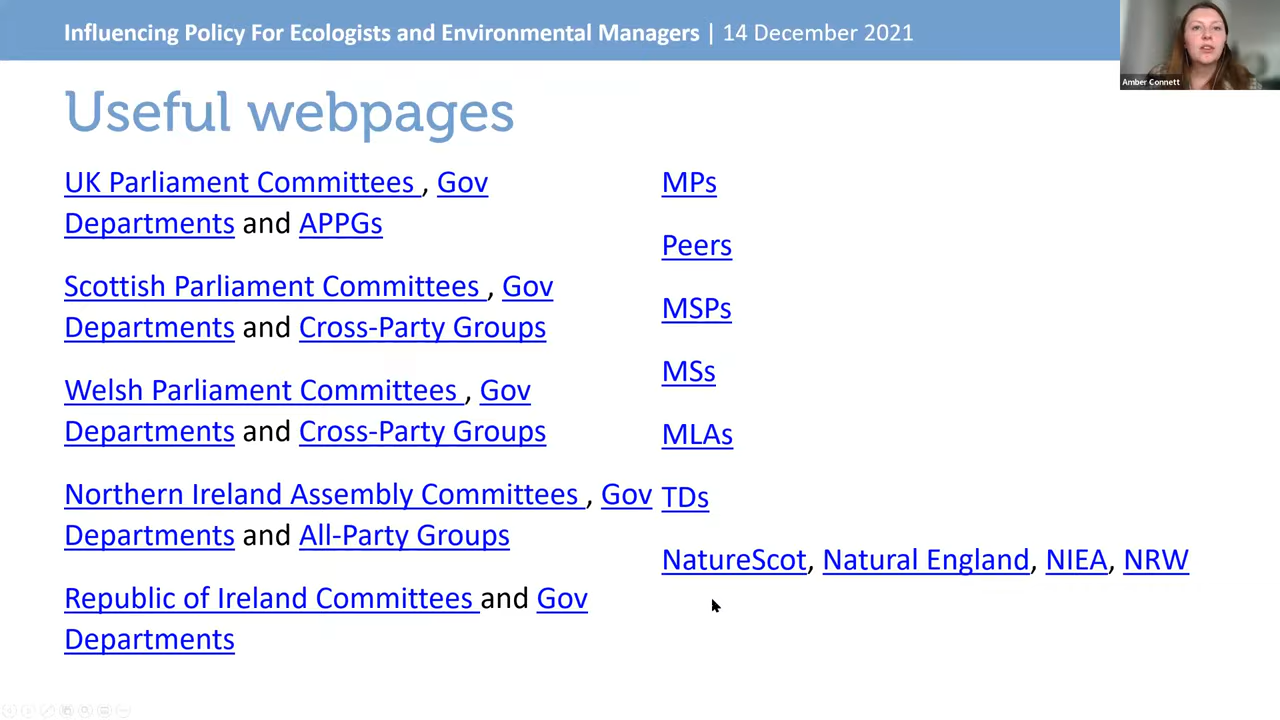 Influencing Policy For Ecologists and Environmental Managers | 14 December 2021
Amber Connett
Useful webpages
UK Parliament Committees , Gov
Departments and APPGs
Scottish Parliament Committees , Gov
Departments and Cross-Party Groups
Welsh Parliament Committees , Gov
Departments and Cross-Party Groups
Northern Ireland Assembly Committees , Gov
Departments and All-Party Groups
Republic of Ireland Committees and Gov
Departments
MPs
Peers
MSPs
MSs
MLAs
TDs
NatureScot, Natural England, NIEA, NRW